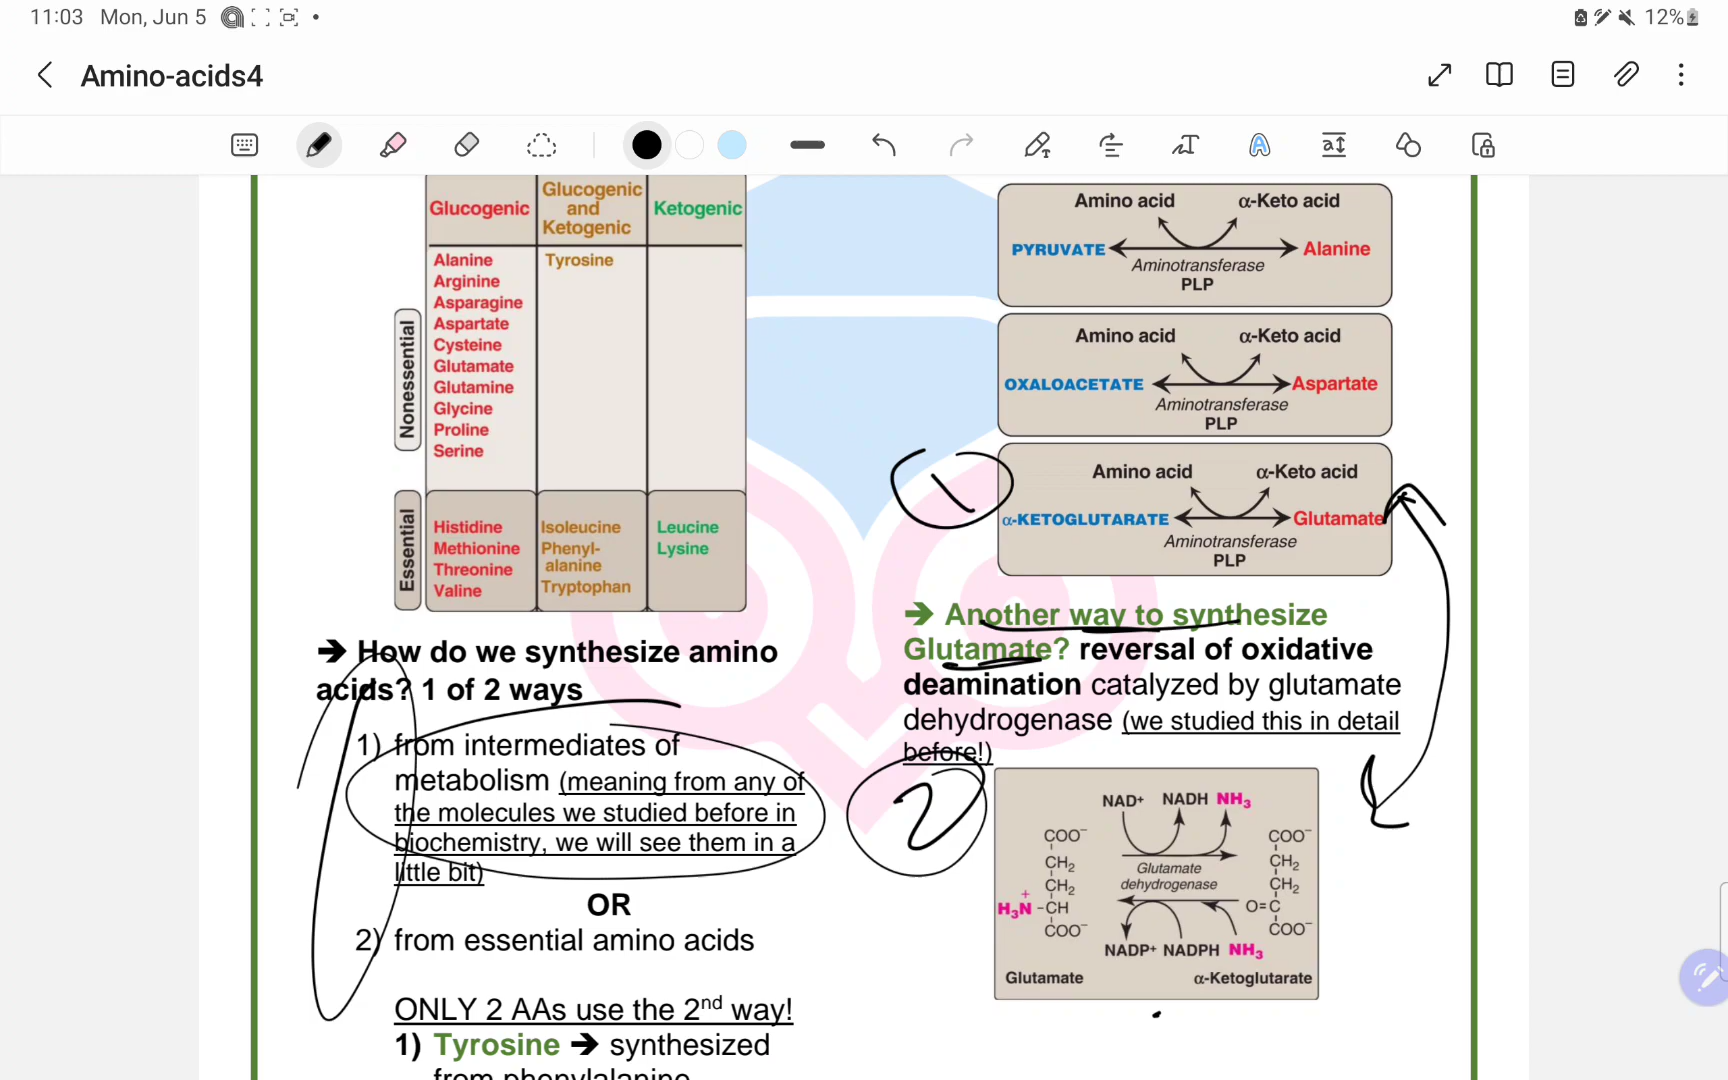 11:03 Mon, Jun 5
12%
Amino-acids4
Glucogenic
Glucogenic
and
Ketogenic
Ketogenic
Nonessential
Alanine
Arginine
Asparagine
Aspartate
Cysteine
Glutamate
Glutamine
Glycine
Proline
Serine
Tyrosine
Essential
Histidine
Methionine
Threonine
Valine
Isoleucine
Phenyl-
alanine
Tryptophan
Leucine
Lysine
➔ How do we synthesize amino
acids? 1 of 2 ways
1) from intermediates of
metabolism (meaning from any of
the molecules we studied before in
biochemistry, we will see them in a
little bit)
OR
2) from essential amino acids
ONLY 2 AAs use the 2nd way!
1) Tyrosine ➔ synthesized
from phenylalanine
Amino acid α-Keto acid
PYRUVATE Alanine
Aminotransferase
PLP
Amino acid α-Keto acid
OXALOACETATE Aspartate
Aminotransferase
PLP
1
Amino acid α-Keto acid
α-KETOGLUTARATE Glutamate
Aminotransferase
PLP
➔ Another way to synthesize
Glutamate? reversal of oxidative
deamination catalyzed by glutamate
dehydrogenase (we studied this in detail
before!)
2
NAD⁺ NADH NH₃
COO⁻
CH₂
CH₂
H₃N⁺-CH
COO⁻
Glutamate
dehydrogenase
COO⁻
CH₂
CH₂
O=C
COO⁻
NADP⁺ NADPH NH₃
Glutamate α-Ketoglutarate